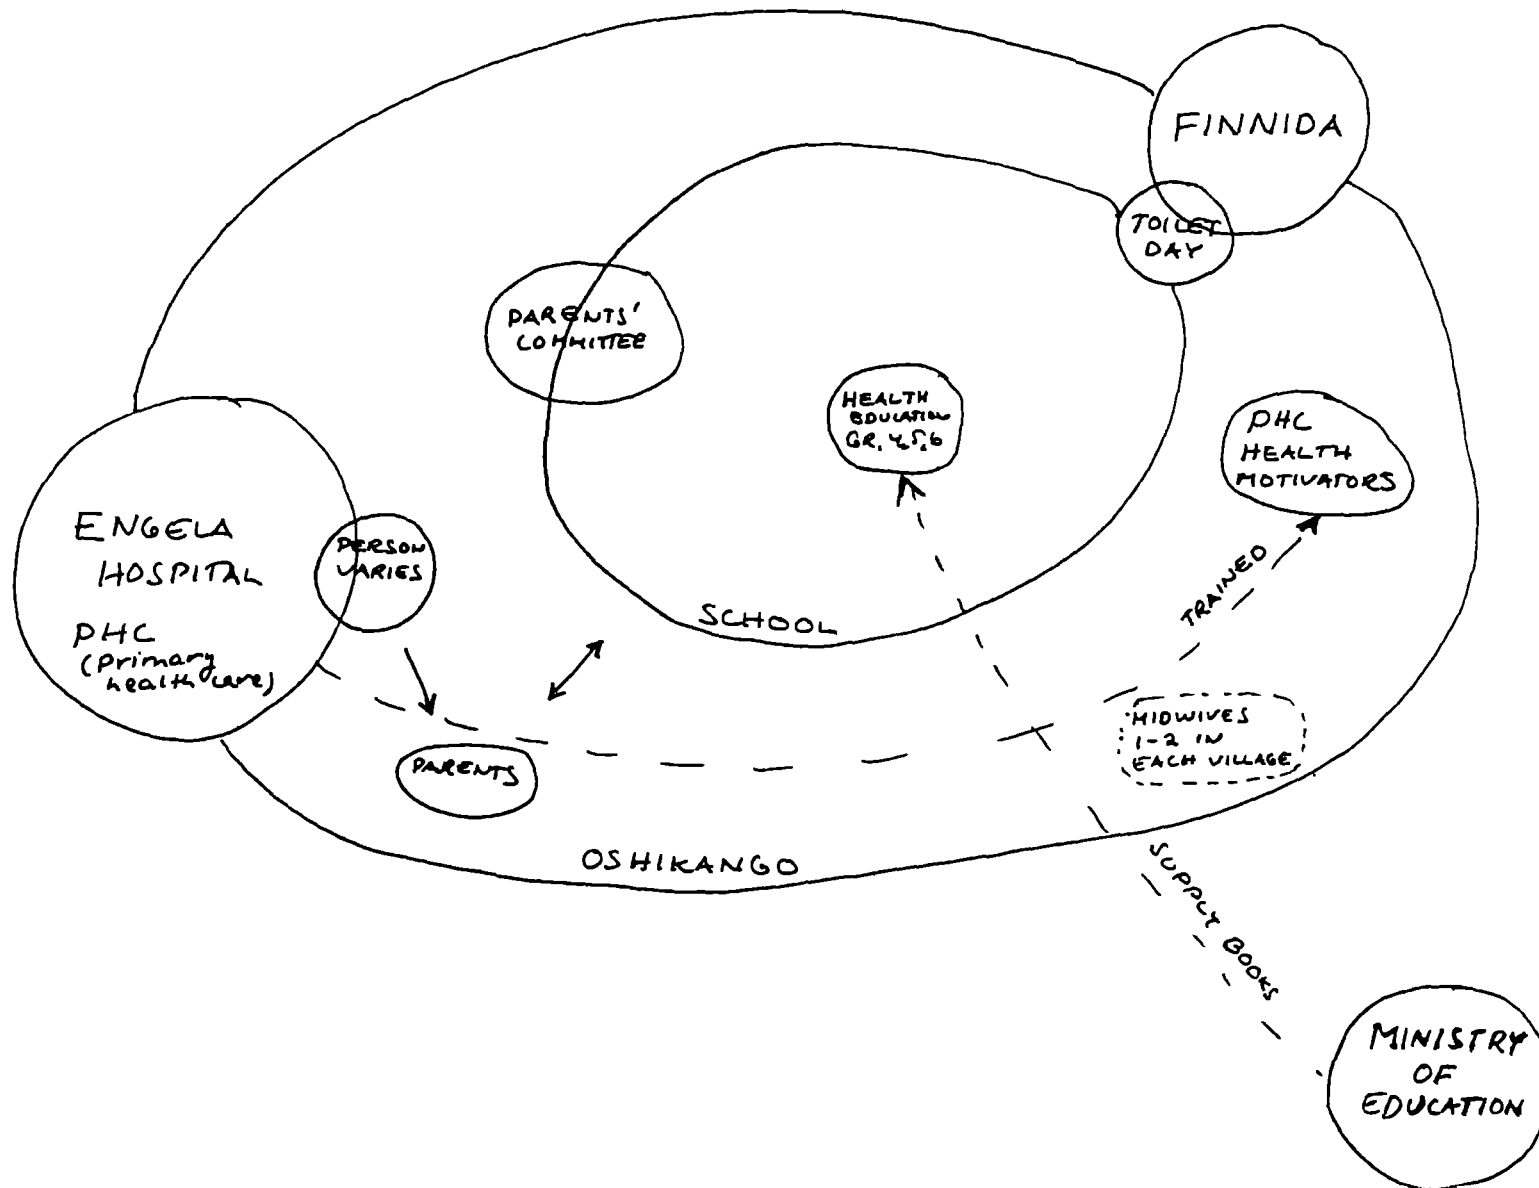 FINNIDA
TOILET
DAY
PARENTS'
COMMITTEE
HEALTH
EDUCATION
GR. 4,5,6
PHC
HEALTH
MOTIVATORS
ENGELA
HOSPITAL
PHC
(Primary
health care)
PERSON
VARIES
SCHOOL
TRAINED
MIDWIVES
1-2 IN
EACH VILLAGE
PARENTS
OSHIKANGO
SUPPLY BOOKS
MINISTRY
OF
EDUCATION